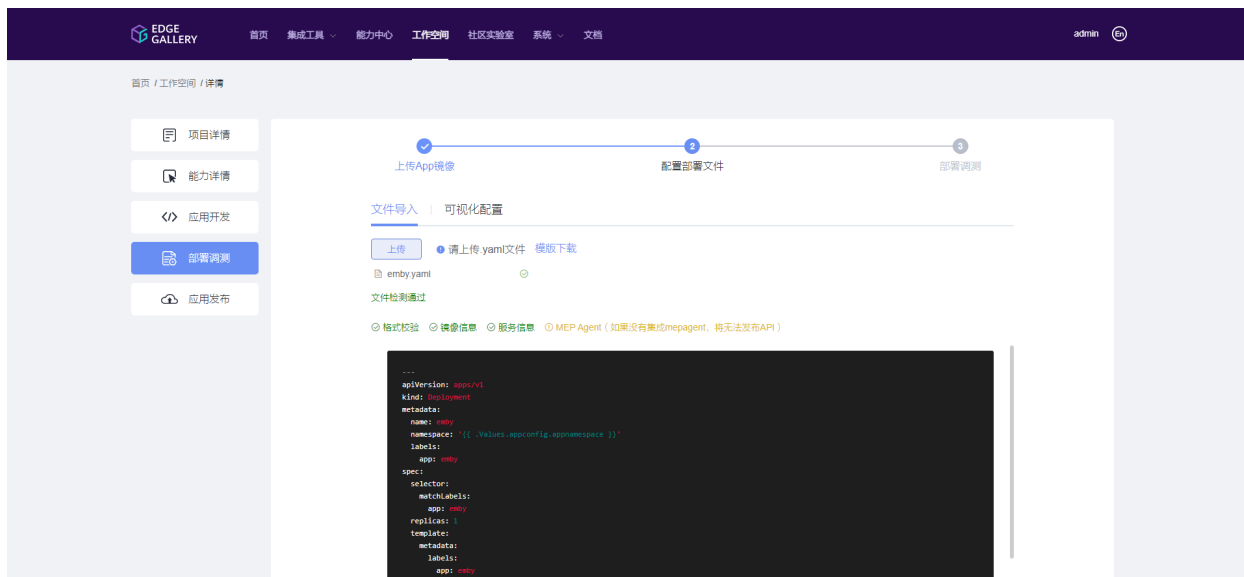 EDGE
GALLERY
首页 集成工具 能力中心 工作空间 社区实验室 系统 文档 admin En
首页 / 工作空间 / 详情
项目详情
能力详情
</> 应用开发
部署调测
应用发布
2 3
上传App镜像 配置部署文件 部署调测
文件导入 可视化配置
上传 请上传.yaml文件 模版下载
emby.yaml
文件检测通过
格式校验 镜像信息 服务信息 MEP Agent（如果没有集成mepagent，将无法发布API）
---
apiVersion: apps/v1
kind: Deployment
metadata:
  name: emby
  namespace: '{{ .Values.appconfig.appnamespace }}'
  labels:
    app: emby
spec:
  selector:
    matchLabels:
      app: emby
  replicas: 1
  template:
    metadata:
      labels:
        app: emby